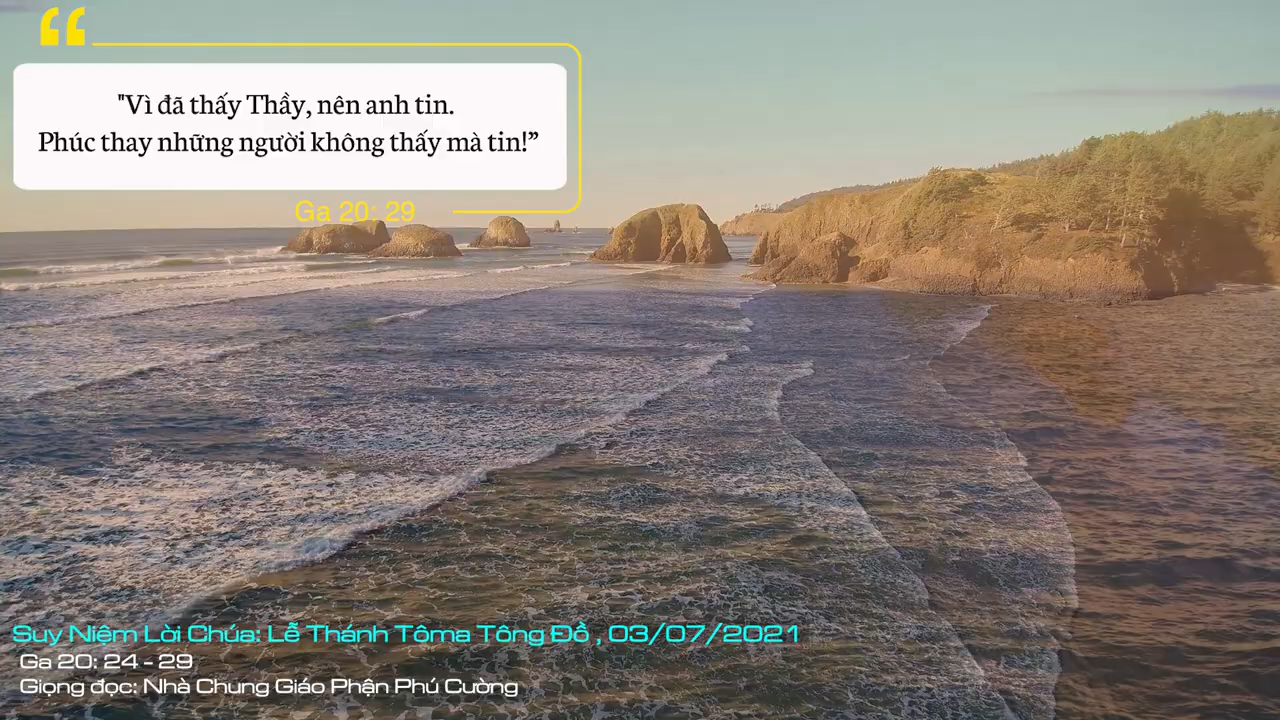 "Vì đã thấy Thầy, nên anh tin.
Phúc thay những người không thấy mà tin!”
Ga 20: 29
Suy Niệm Lời Chúa: Lễ Thánh Tôma Tông Đồ , 03/07/2021
Ga 20: 24 - 29
Giọng đọc: Nhà Chung Giáo Phận Phú Cường